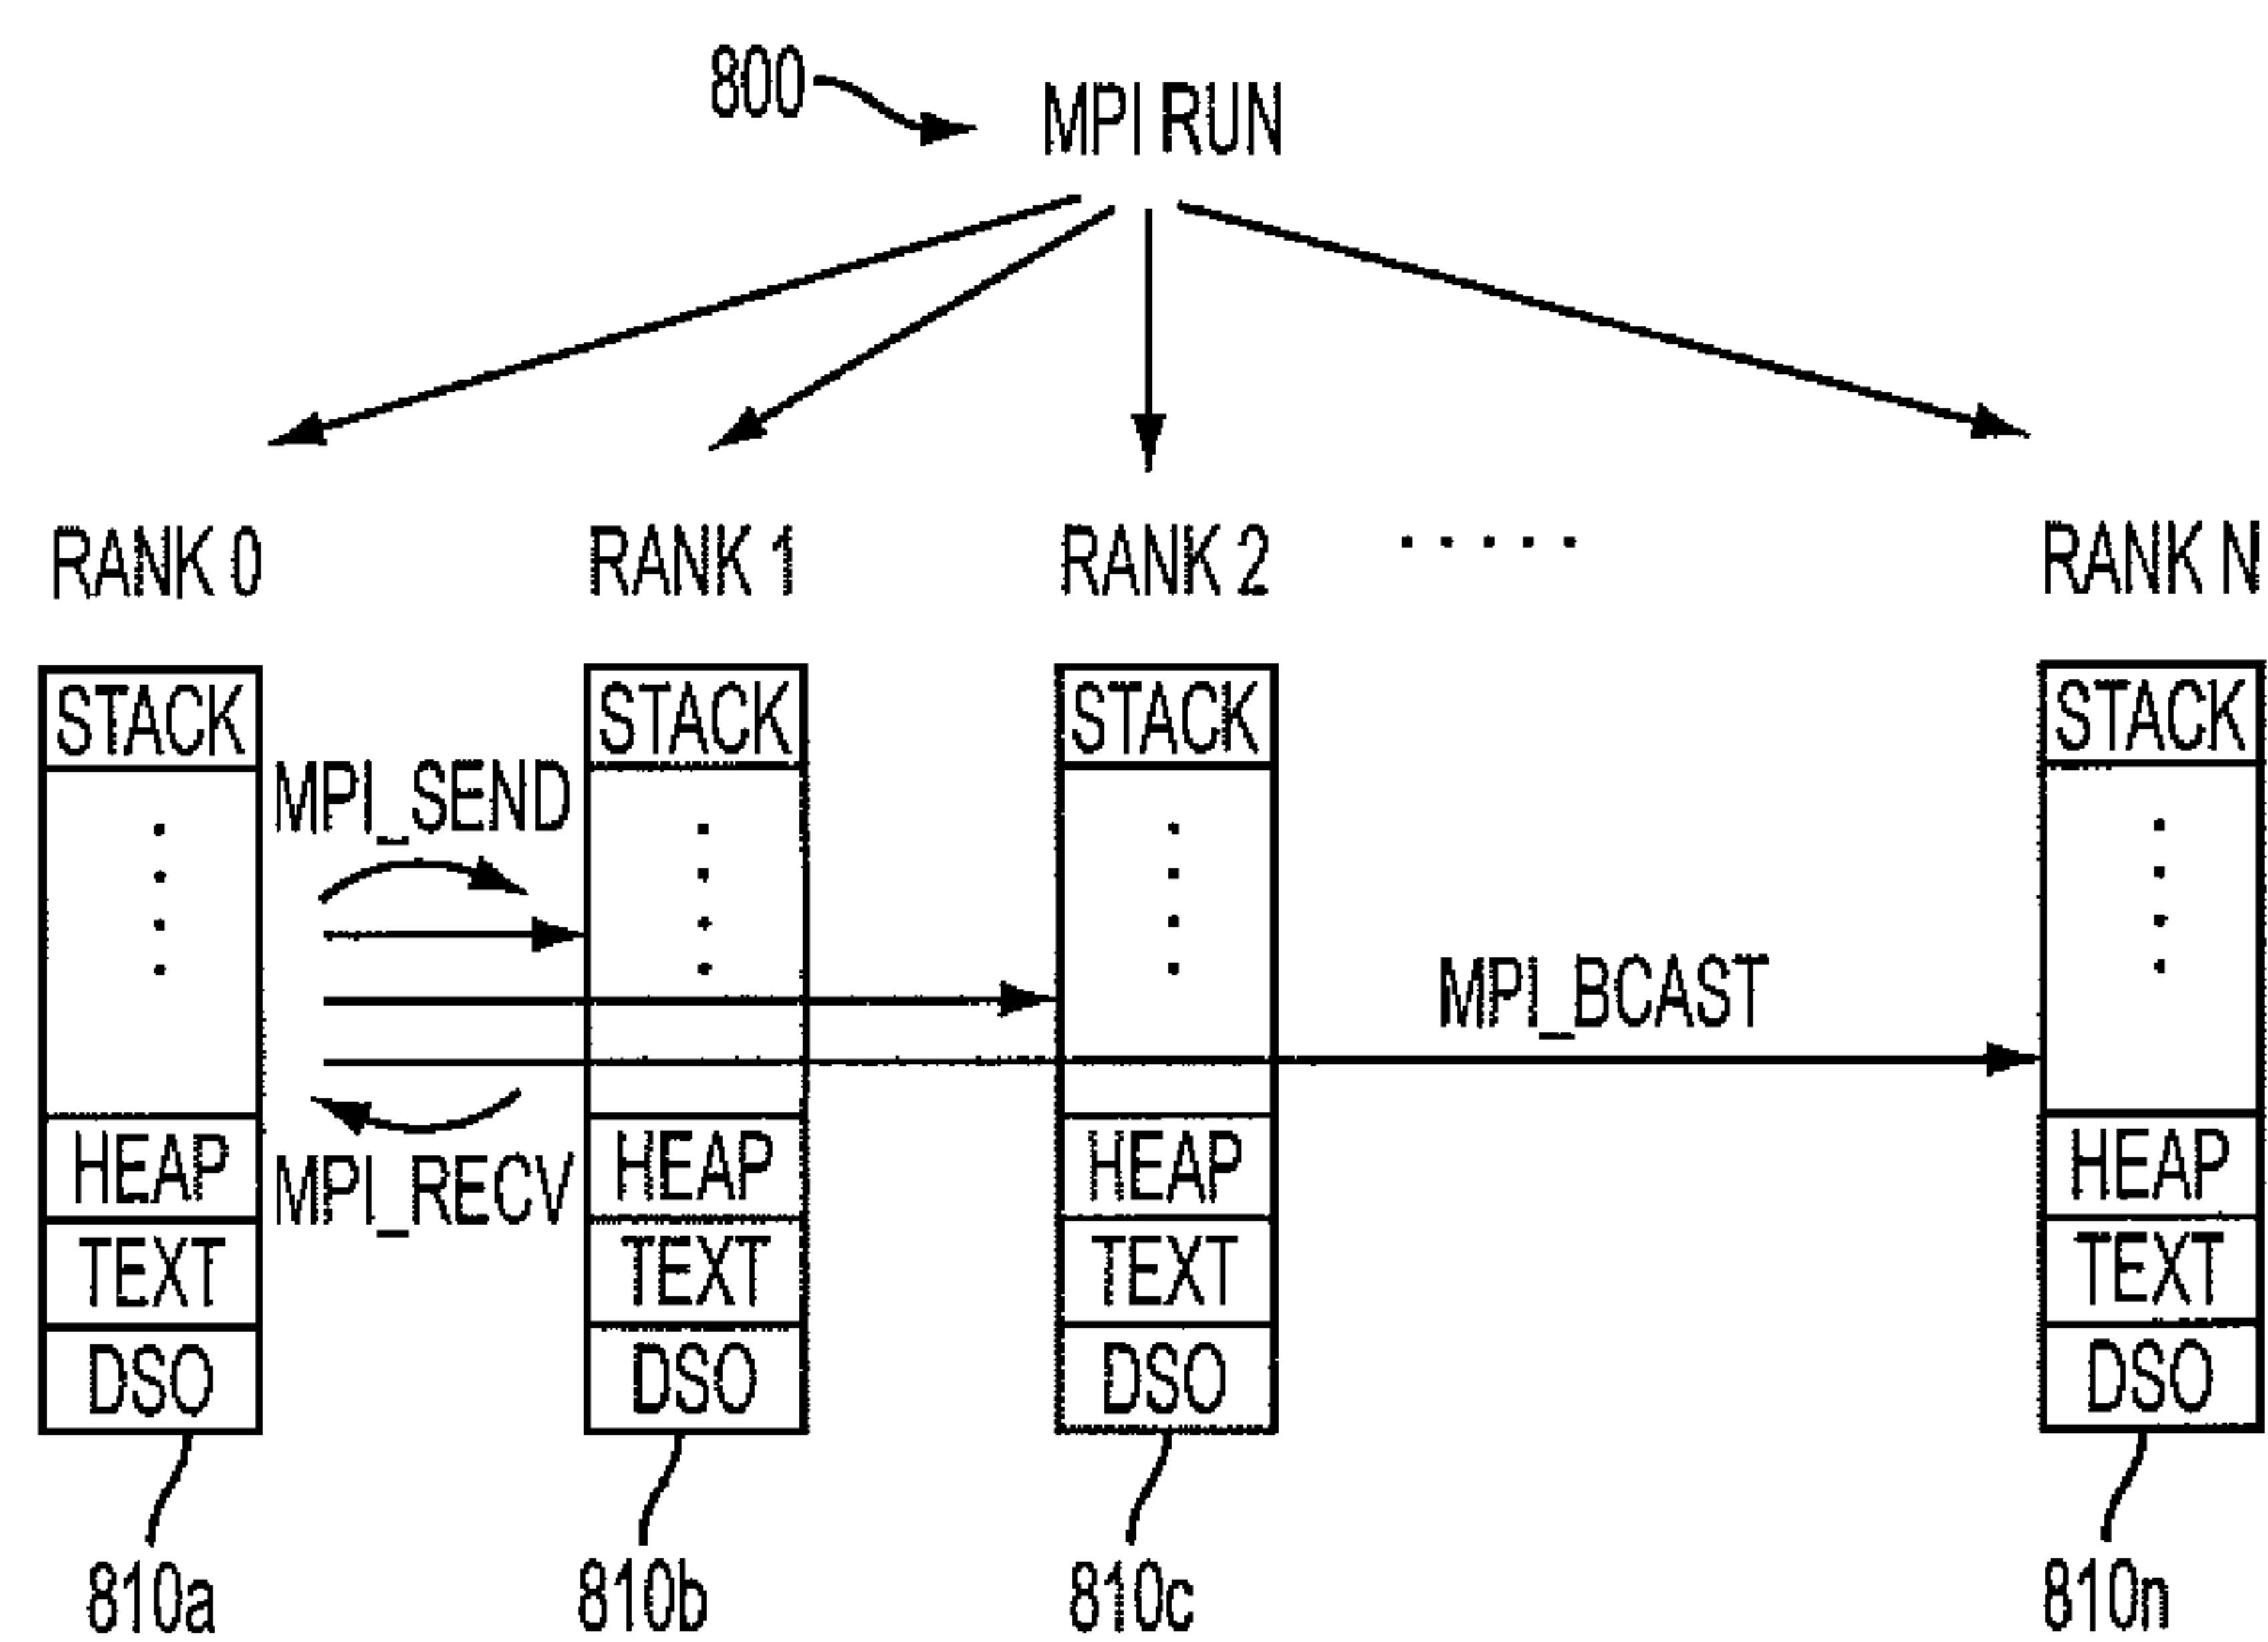 800
MPI RUN
RANK 0
RANK 1
RANK 2
.....
RANK N
STACK
STACK
STACK
STACK
MPI_SEND
MPI_BCAST
HEAP
MPI_RECV
HEAP
HEAP
HEAP
TEXT
TEXT
TEXT
TEXT
DSO
DSO
DSO
DSO
810a
810b
810c
810n